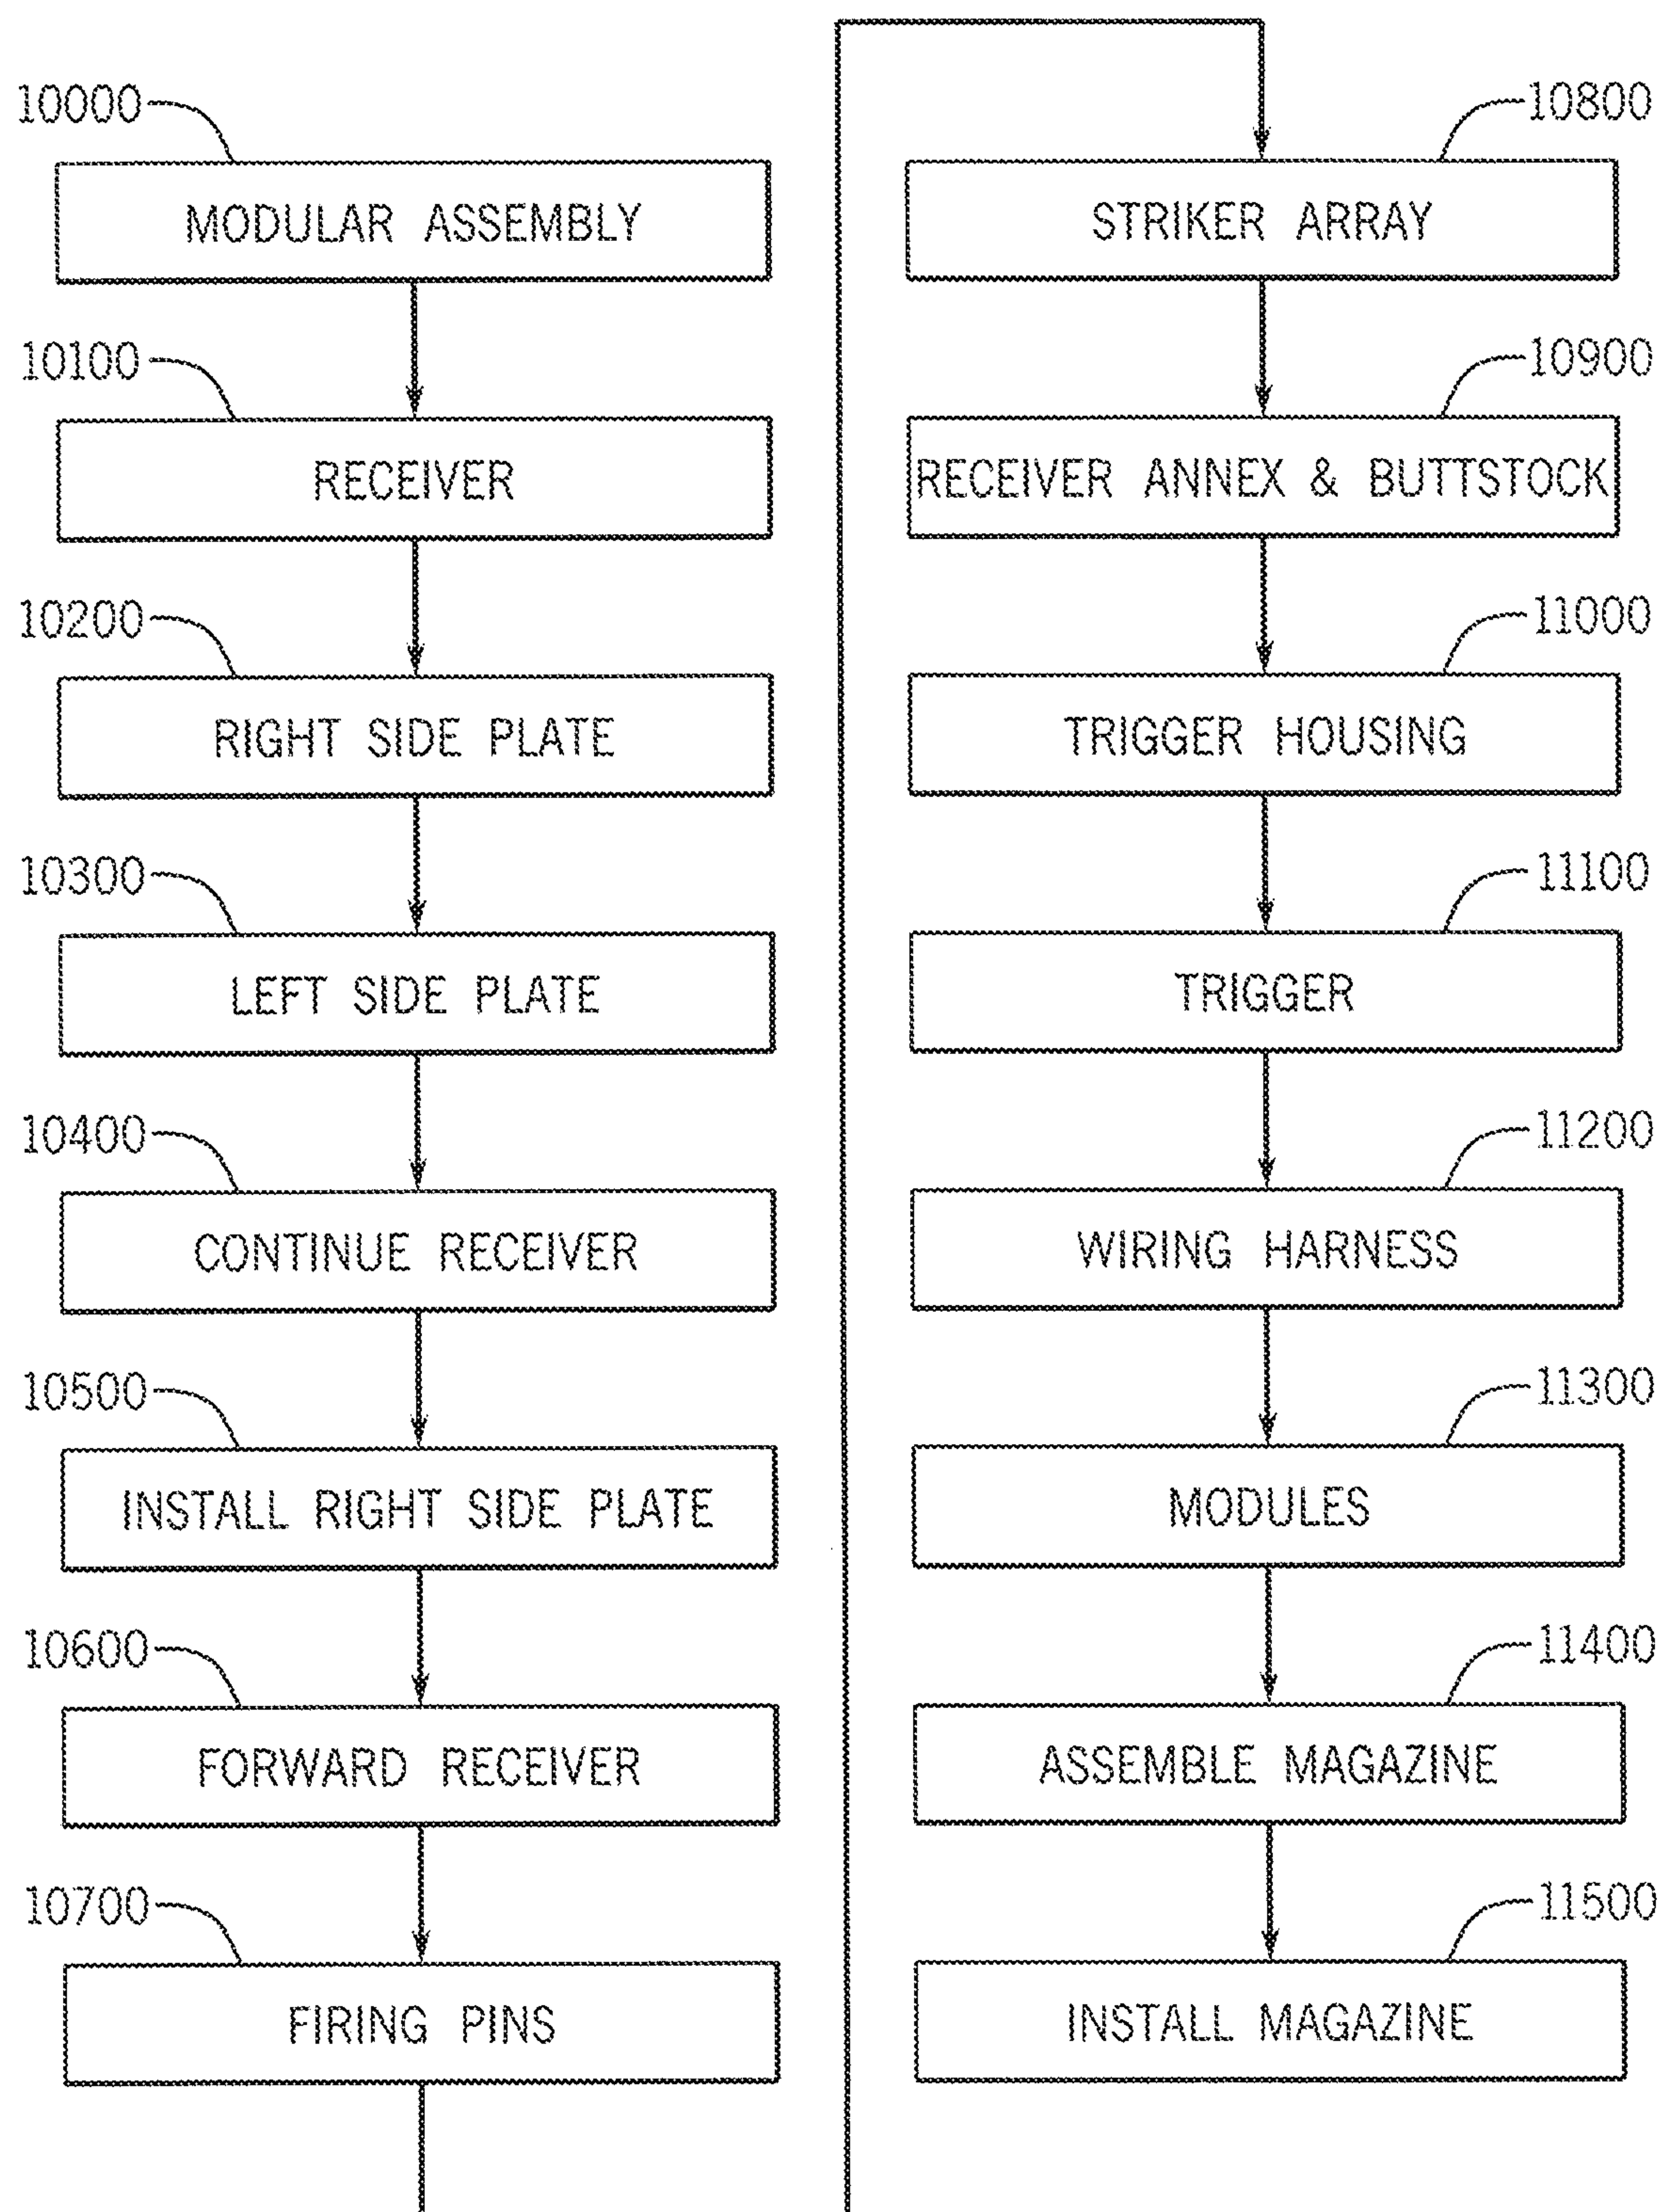 10000
MODULAR ASSEMBLY
10100
RECEIVER
10200
RIGHT SIDE PLATE
10300
LEFT SIDE PLATE
10400
CONTINUE RECEIVER
10500
INSTALL RIGHT SIDE PLATE
10600
FORWARD RECEIVER
10700
FIRING PINS
10800
STRIKER ARRAY
10900
RECEIVER ANNEX & BUTTSTOCK
11000
TRIGGER HOUSING
11100
TRIGGER
11200
WIRING HARNESS
11300
MODULES
11400
ASSEMBLE MAGAZINE
11500
INSTALL MAGAZINE